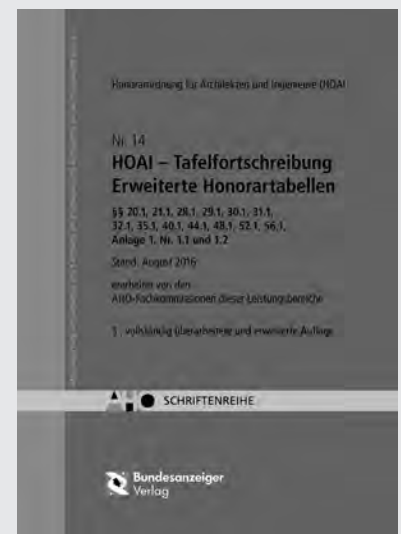 Honorarordnung für Architekten und Ingenieure (HOAI)
Nr. 14
HOAI – Tafelfortschreibung
Erweiterte Honorartabellen
§§ 20.1, 21.1, 28.1, 29.1, 30.1, 31.1,
32.1, 35.1, 40.1, 44.1, 48.1, 52.1, 56.1,
Anlage 1, Nr. 1.1 und 1.2
Stand: August 2016
erarbeitet von den
AHO-Fachkommissionen dieser Leistungsbereiche
vollständig überarbeitete und erweiterte Auflage
SCHRIFTENREIHE
Bundesanzeiger
Verlag